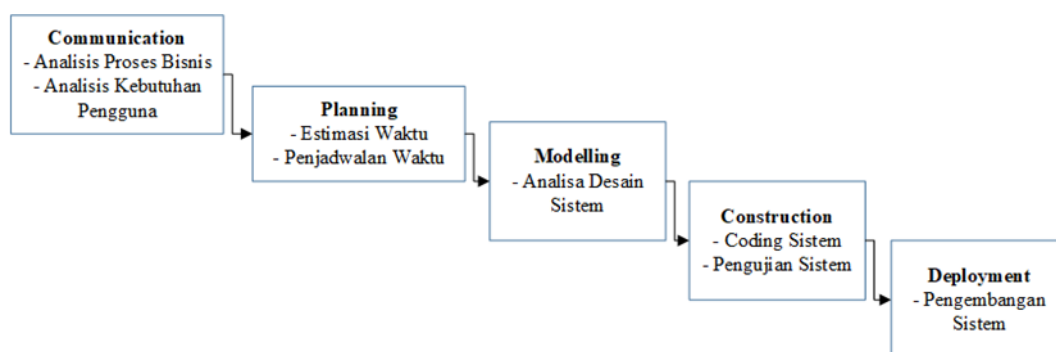 Communication
- Analisis Proses Bisnis
- Analisis Kebutuhan
Pengguna
Planning
- Estimasi Waktu
- Penjadwalan Waktu
Modelling
- Analisa Desain
Sistem
Construction
- Coding Sistem
- Pengujian Sistem
Deployment
- Pengembangan
Sistem